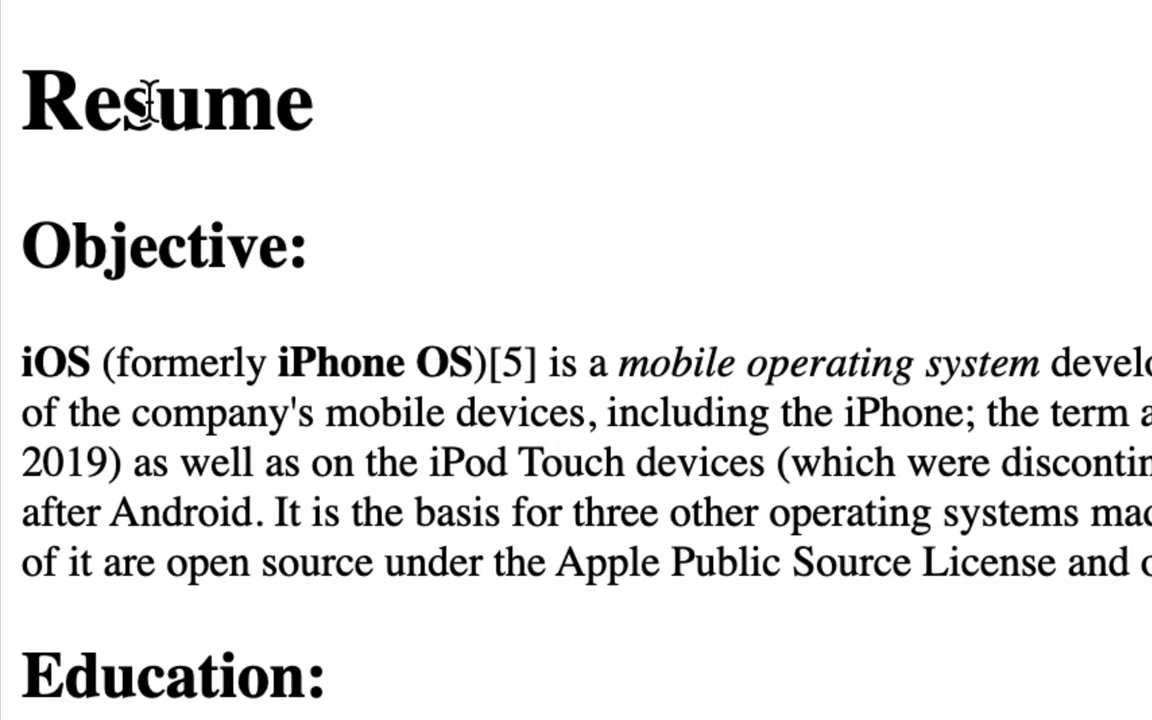 Resume
Objective:
iOS (formerly iPhone OS)[5] is a mobile operating system
of the company's mobile devices, including the iPhone; the term
2019) as well as on the iPod Touch devices (which were
after Android. It is the basis for three other operating systems
of it are open source under the Apple Public Source License and
Education: